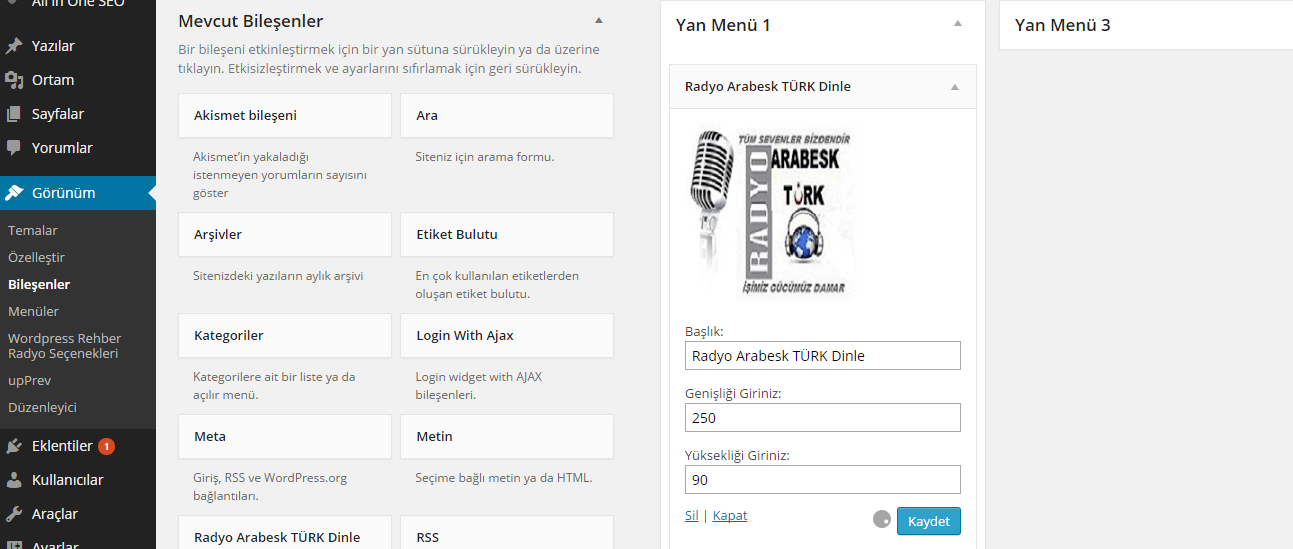 All in One SEO
Yazılar
Ortam
Sayfalar
Yorumlar
Görünüm
Temalar
Özelleştir
Bileşenler
Menüler
Wordpress Rehber
Radyo Seçenekleri
upPrev
Düzenleyici
Eklentiler 1
Kullanıcılar
Araçlar
Ayarlar
Mevcut Bileşenler
Bir bileşeni etkinleştirmek için bir yan sütuna sürükleyin ya da üzerine
tıklayın. Etkisizleştirmek ve ayarlarını sıfırlamak için geri sürükleyin.
Akismet bileşeni
Akismet’in yakaladığı
istenmeyen yorumların sayısını
göster
Ara
Siteniz için arama formu.
Arşivler
Sitenizdeki yazıların aylık arşivi
Etiket Bulutu
En çok kullanılan etiketlerden
oluşan etiket bulutu.
Kategoriler
Kategorilere ait bir liste ya da
açılır menü.
Login With Ajax
Login widget with AJAX
bileşenleri.
Meta
Giriş, RSS ve WordPress.org
bağlantıları.
Metin
Seçime bağlı metin ya da HTML.
Radyo Arabesk TÜRK Dinle
RSS
Yan Menü 1
Radyo Arabesk TÜRK Dinle
TÜM SEVENLER BİZDENDİR
RADYO
ARABESK
TÜRK
İŞİMİZ GÜCÜMÜZ DAMAR
Başlık:
Radyo Arabesk TÜRK Dinle
Genişliği Giriniz:
250
Yüksekliği Giriniz:
90
Sil | Kapat
Kaydet
Yan Menü 3